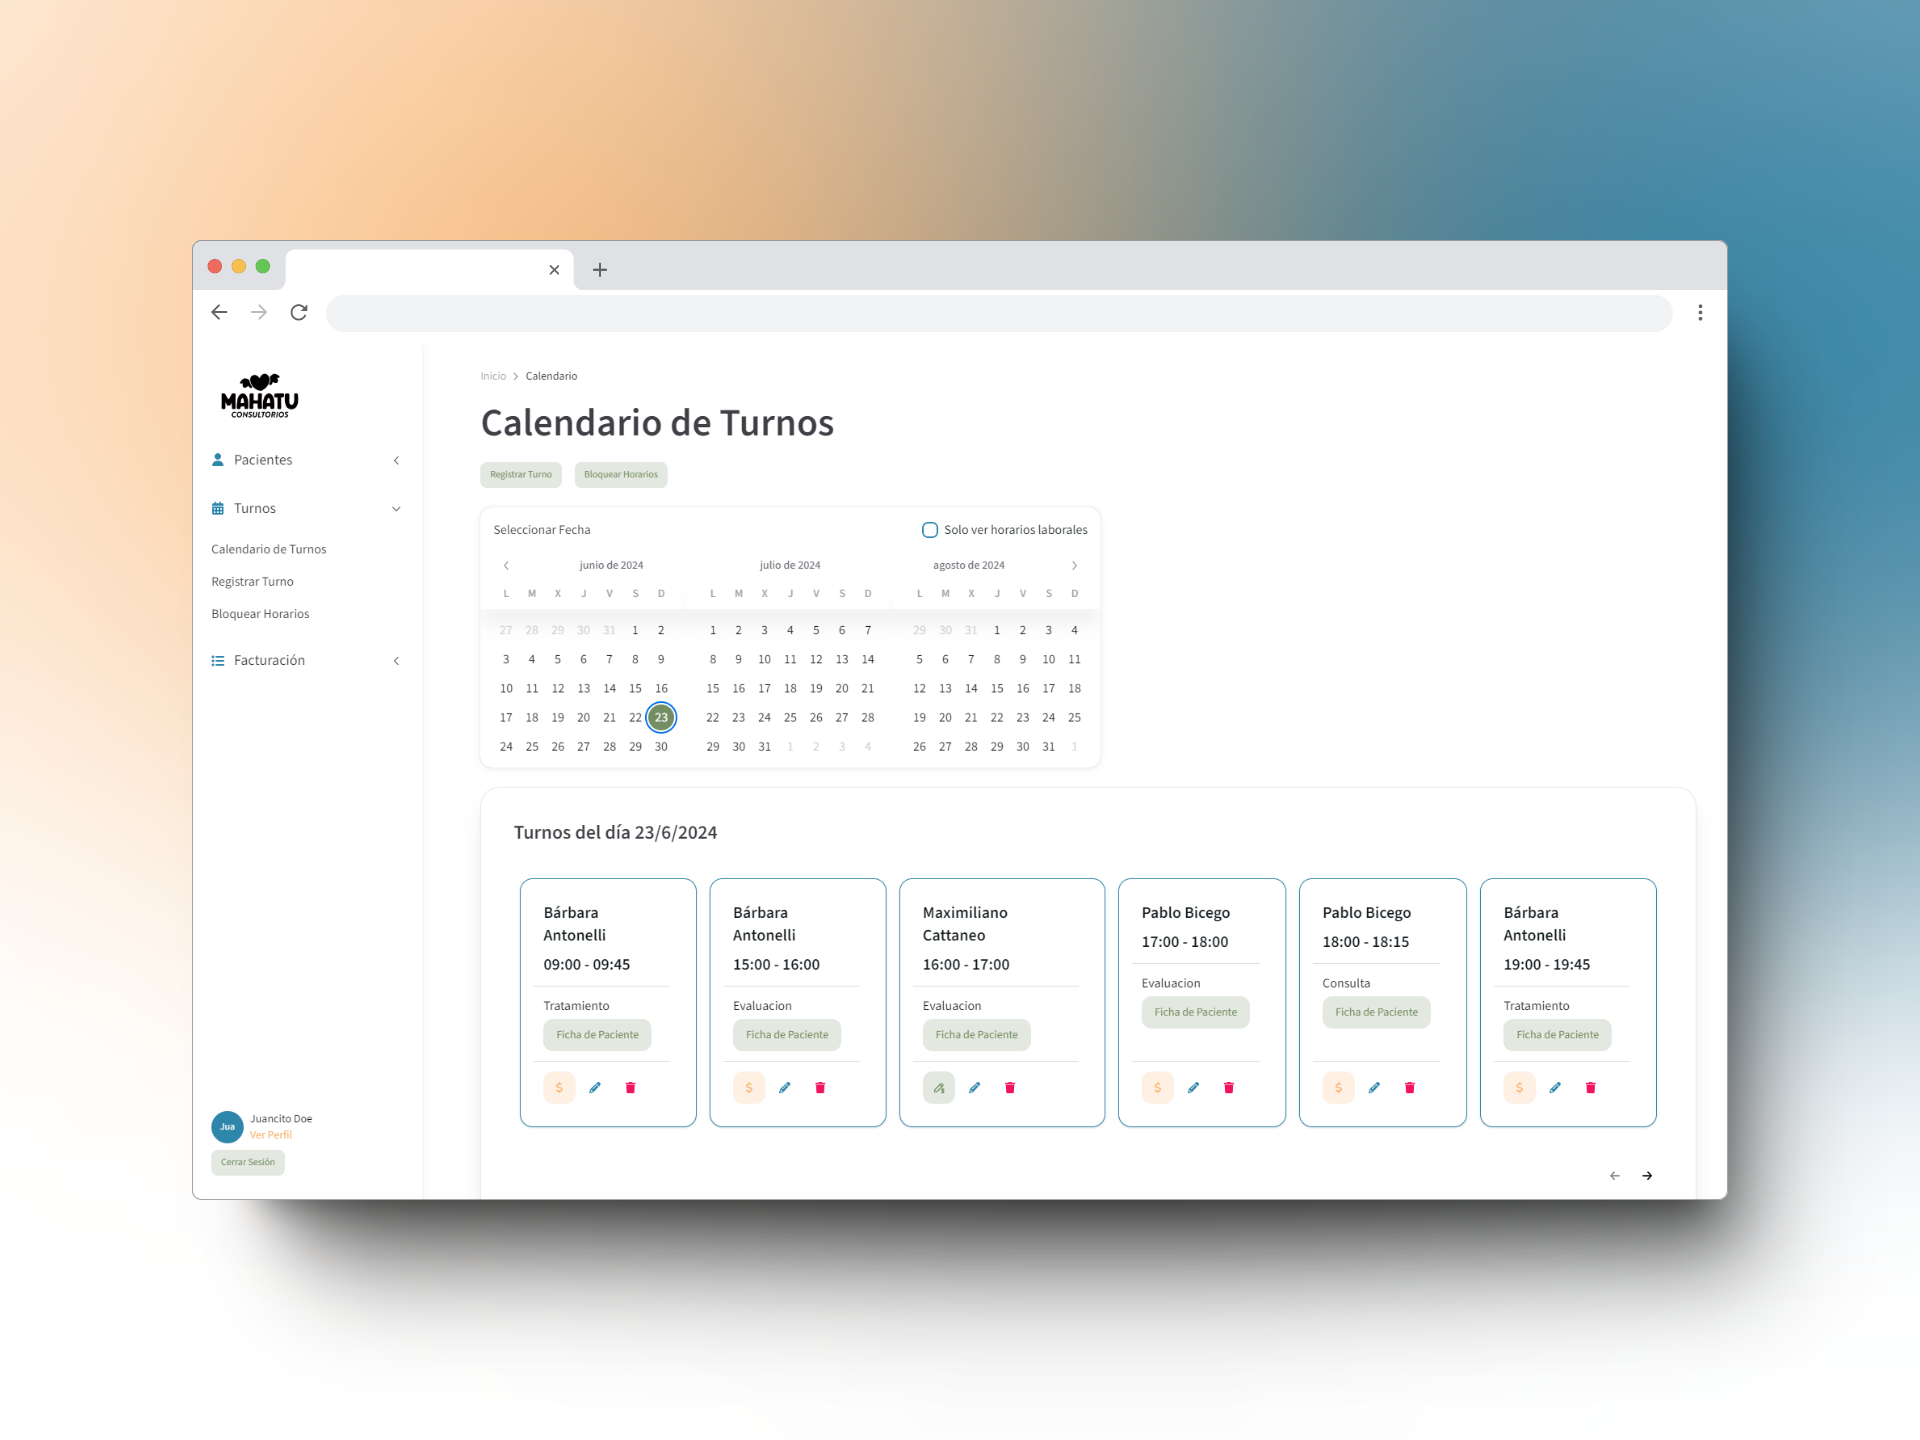 MAHATU
CONSULTORIOS
Pacientes
Turnos
Calendario de Turnos
Registrar Turno
Bloquear Horarios
Facturación
Jua
Juancito Doe
Ver Perfil
Cerrar Sesión
Inicio Calendario
Calendario de Turnos
Registrar Turno Bloquear Horarios
Seleccionar Fecha Solo ver horarios laborales
junio de 2024 julio de 2024 agosto de 2024
L M X J V S D L M X J V S D L M X J V S D
27 28 29 30 31 1 2 1 2 3 4 5 6 7 29 30 31 1 2 3 4
3 4 5 6 7 8 9 8 9 10 11 12 13 14 5 6 7 8 9 10 11
10 11 12 13 14 15 16 15 16 17 18 19 20 21 12 13 14 15 16 17 18
17 18 19 20 21 22 23 22 23 24 25 26 27 28 19 20 21 22 23 24 25
24 25 26 27 28 29 30 29 30 31 1 2 3 4 26 27 28 29 30 31 1
Turnos del día 23/6/2024
Bárbara
Antonelli
09:00 - 09:45
Tratamiento
Ficha de Paciente
$
Bárbara
Antonelli
15:00 - 16:00
Evaluacion
Ficha de Paciente
$
Maximiliano
Cattaneo
16:00 - 17:00
Evaluacion
Ficha de Paciente
Pablo Bicego
17:00 - 18:00
Evaluacion
Ficha de Paciente
$
Pablo Bicego
18:00 - 18:15
Consulta
Ficha de Paciente
$
Bárbara
Antonelli
19:00 - 19:45
Tratamiento
Ficha de Paciente
$